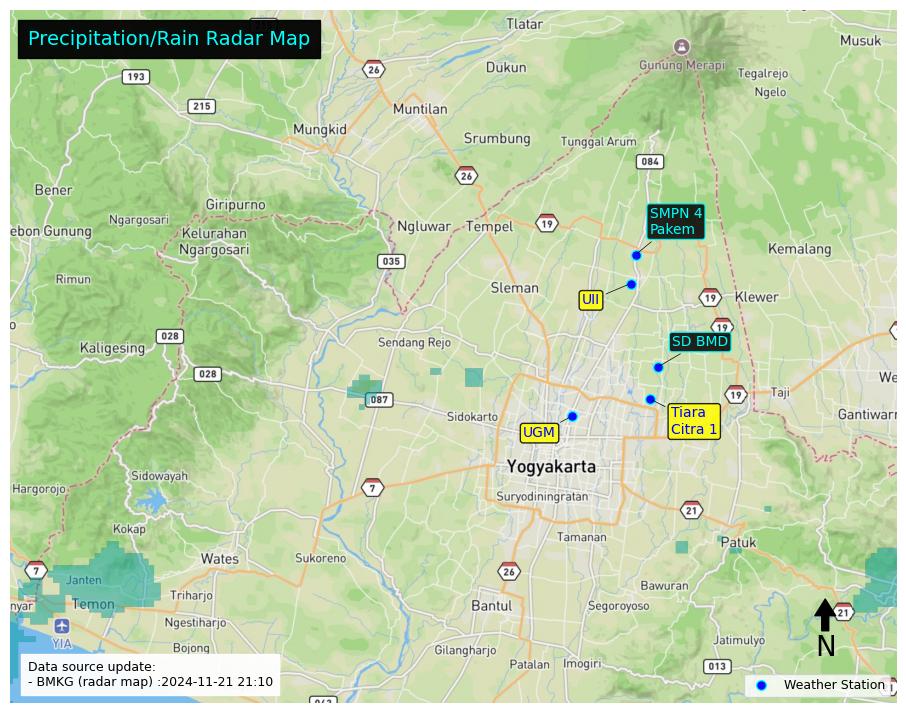 Precipitation/Rain Radar Map
Tlatar
Musuk
Gunung Merapi
26
Dukun
Tegalrejo
193
Ngelo
215
Muntilan
Mungkid
Srumbung
Tunggal Arum
084
26
Bener
Giripurno
SMPN 4
Pakem
Ngargosari
Ngluwar
Tempel
19
ebon Gunung
Kelurahan
Ngargosari
Kemalang
035
Rimun
Sleman
UII
19
Klewer
19
028
Sendang Rejo
SD BMD
Kaligesing
028
We
087
19
Taji
Sidokarto
Tiara
Citra 1
Gantiwarn
UGM
Yogyakarta
Sidowayah
Hargorojo
7
Suryodiningratan
21
Kokap
Tamanan
Patuk
Wates
Sukoreno
7
26
Janten
Bawuran
nyar
Temon
Triharjo
Bantul
Segoroyoso
21
Ngestiharjo
YIA
N
Bojong
Gilangharjo
Jatimulyo
Patalan
Imogiri
013
Data source update:
- BMKG (radar map) :2024-11-21 21:10
Weather Station